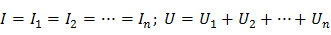 I = I₁ = I₂ = ⋯ = Iₙ; U = U₁ + U₂ + ⋯ + Uₙ